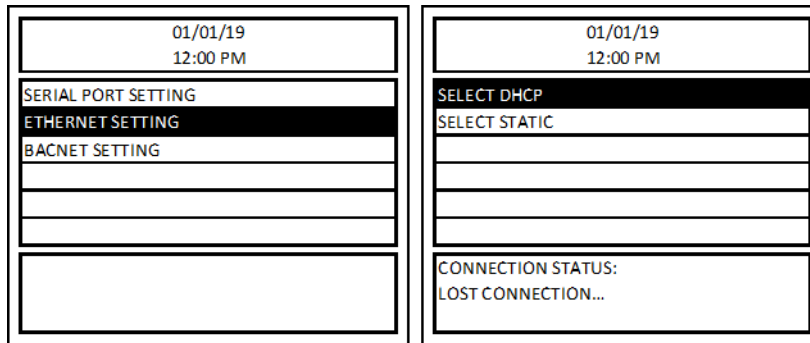 01/01/19
12:00 PM
SERIAL PORT SETTING
ETHERNET SETTING
BACNET SETTING
01/01/19
12:00 PM
SELECT DHCP
SELECT STATIC
CONNECTION STATUS:
LOST CONNECTION...